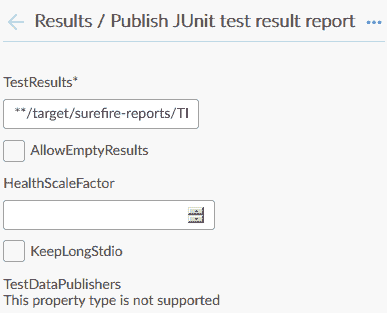 Results / Publish JUnit test result report
TestResults*
**/target/surefire-reports/TI
AllowEmptyResults
HealthScaleFactor
KeepLongStdio
TestDataPublishers
This property type is not supported